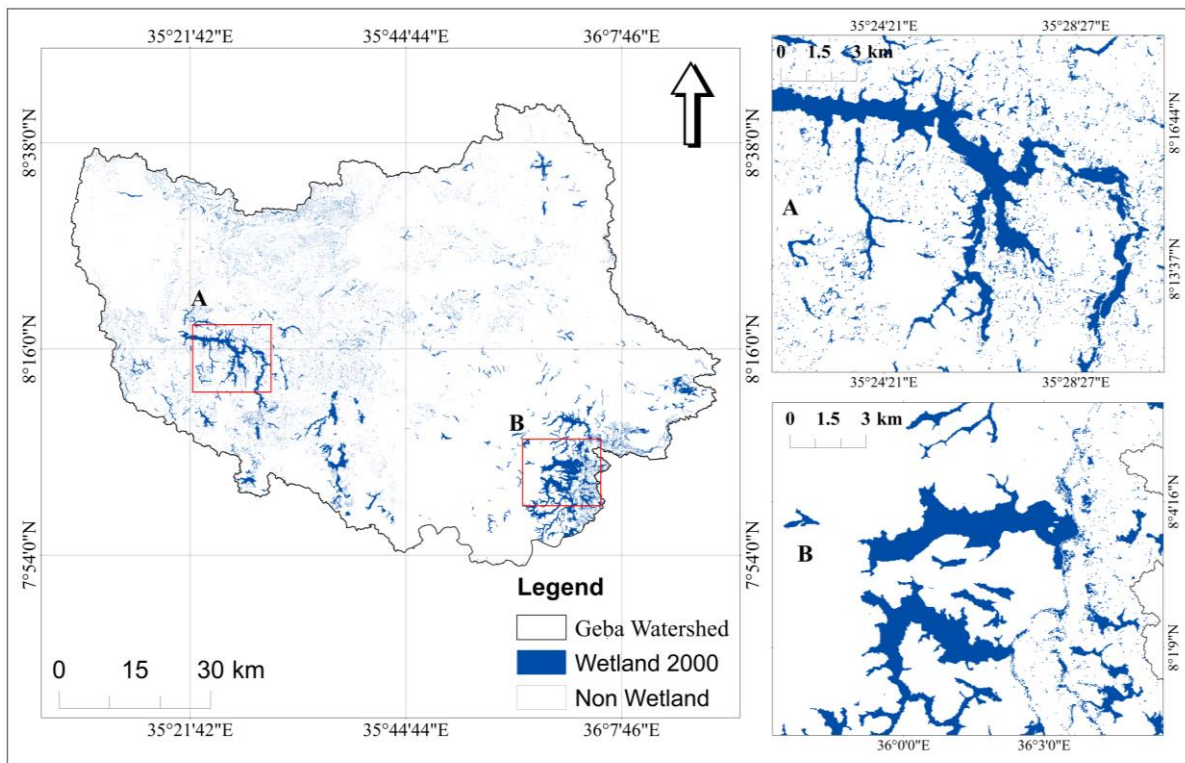 35°21'42"E 35°44'44"E 36°7'46"E
8°38'0"N
8°38'0"N
A
8°16'0"N
8°16'0"N
B
7°54'0"N
7°54'0"N
Legend
Geba Watershed
Wetland 2000
Non Wetland
0 15 30 km
35°21'42"E 35°44'44"E 36°7'46"E
35°24'21"E 35°28'27"E
0 1.5 3 km
8°16'44"N
A
8°13'37"N
35°24'21"E 35°28'27"E
0 1.5 3 km
8°4'16"N
B
8°1'9"N
36°0'0"E 36°3'0"E